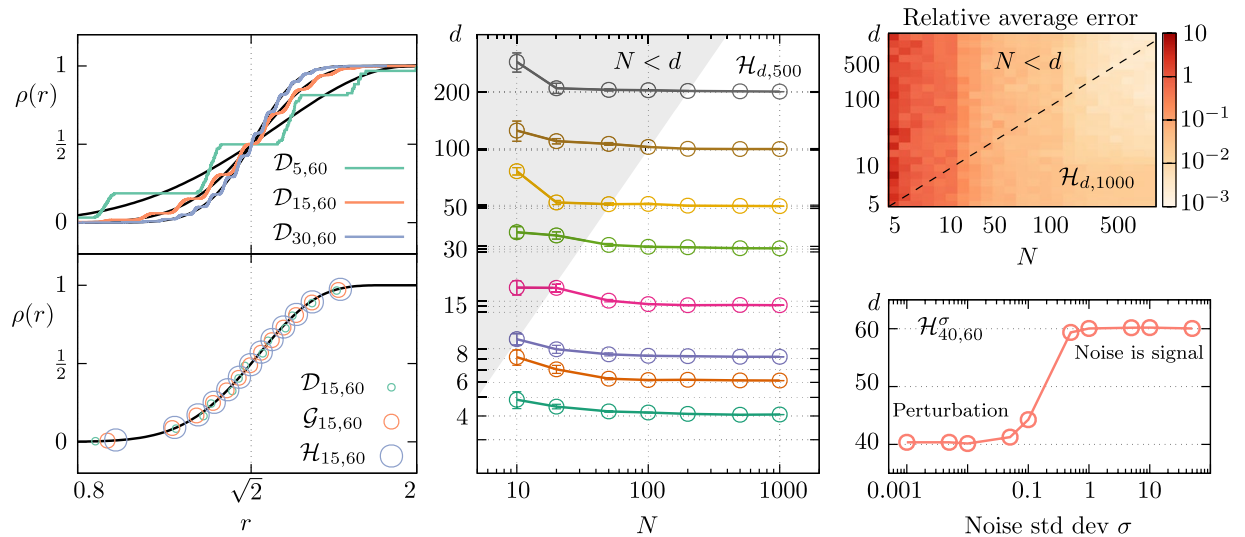 ρ(r)
1
1/2
0
𝒟₅,₆₀
𝒟₁₅,₆₀
𝒟₃₀,₆₀
ρ(r)
1
1/2
0
𝒟₁₅,₆₀
𝒢₁₅,₆₀
ℋ₁₅,₆₀
0.8
√2
2
r
d
N < d
ℋ_d,₅₀₀
200
100
50
30
15
8
6
4
10
100
1000
N
Relative average error
d
N < d
500
100
10
5
ℋ_d,₁₀₀₀
5
10
50
100
500
N
10
1
10⁻¹
10⁻²
10⁻³
d
ℋ^σ₄₀,₆₀
60
Noise is signal
50
Perturbation
40
0.001
0.1
1
10
Noise std dev σ